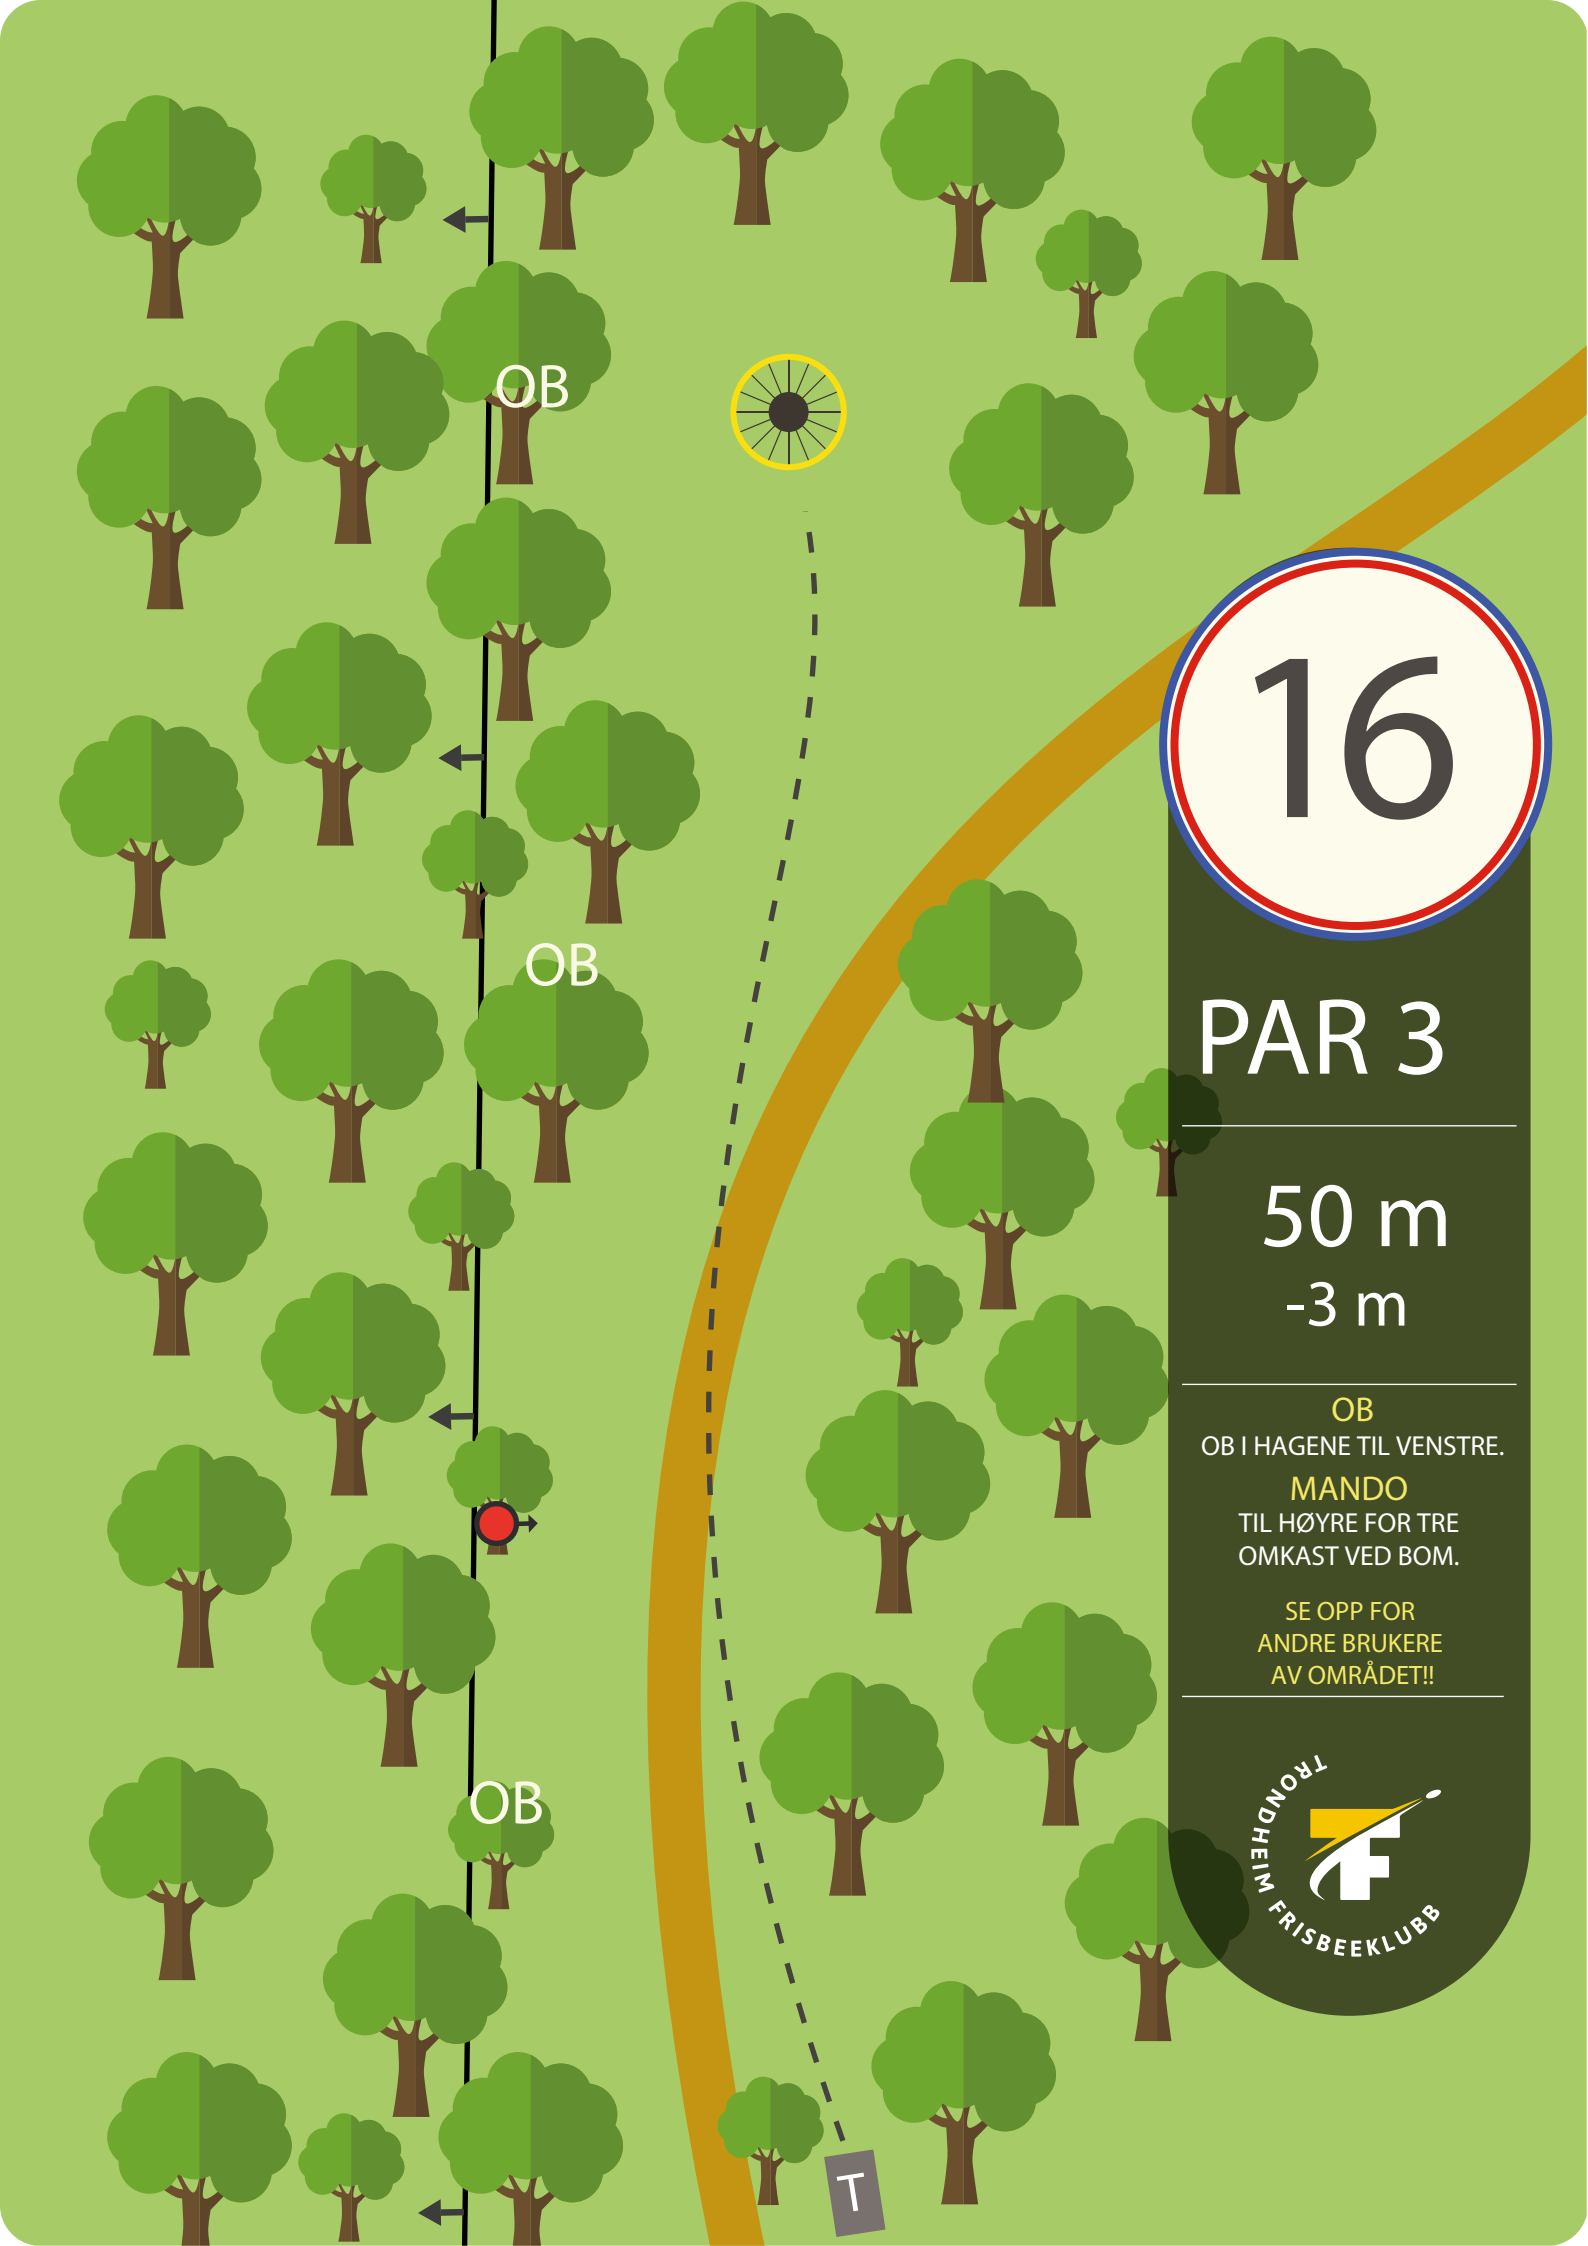 OB
16
OB
PAR 3
50 m
-3 m
OB
OB I HAGENE TIL VENSTRE.
MANDO
TIL HØYRE FOR TRE
OMKAST VED BOM.
SE OPP FOR
ANDRE BRUKERE
AV OMRÅDET!!
OB
TRONDHEIM FRISBEEKLUBB
T